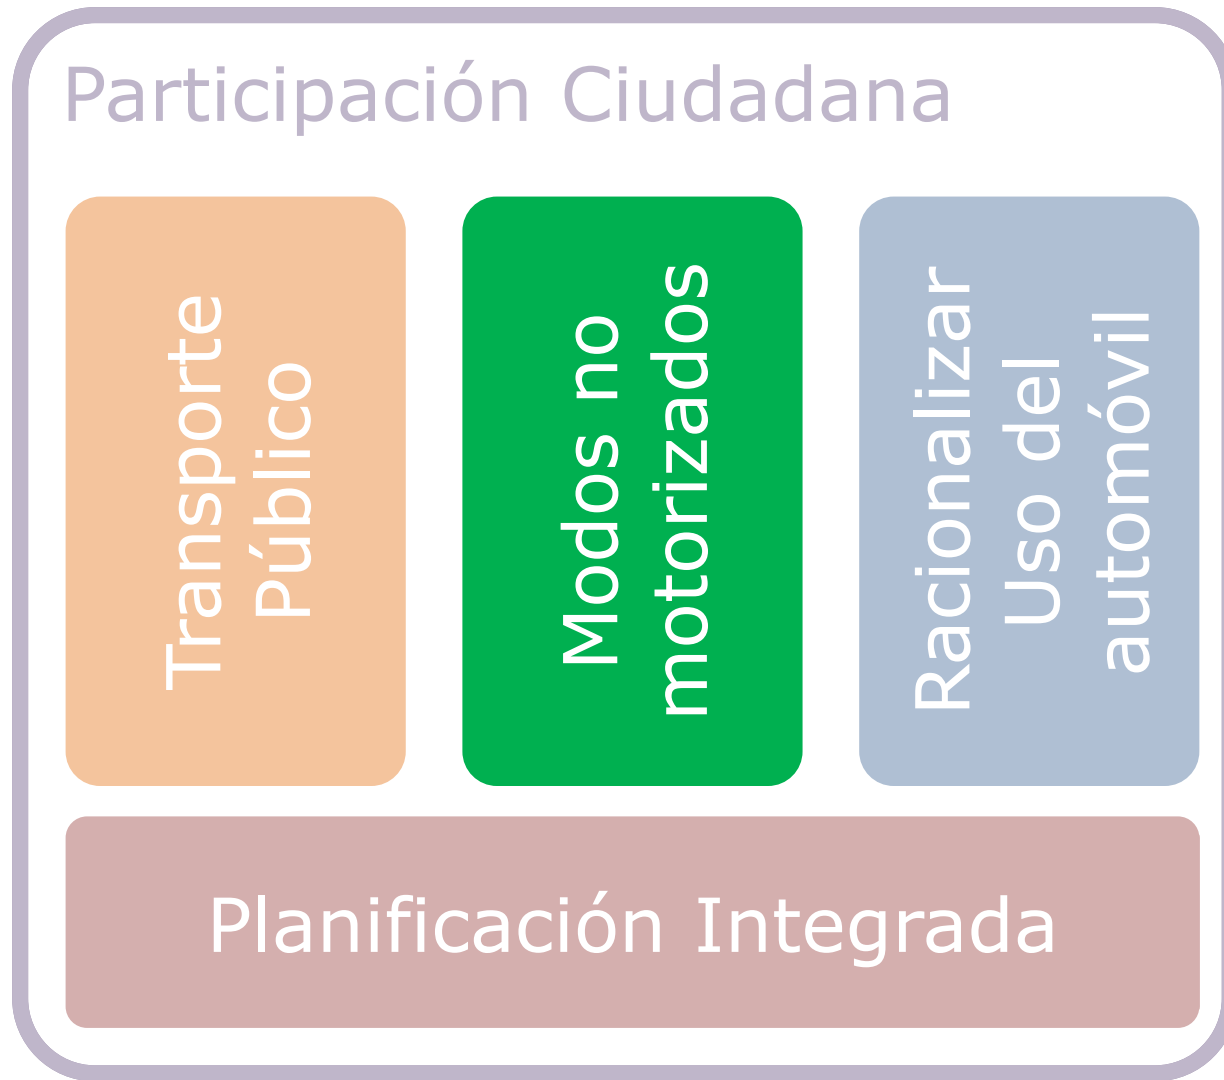 Participación Ciudadana
Transporte
Público
Modos no
motorizados
Racionalizar
Uso del
automóvil
Planificación Integrada